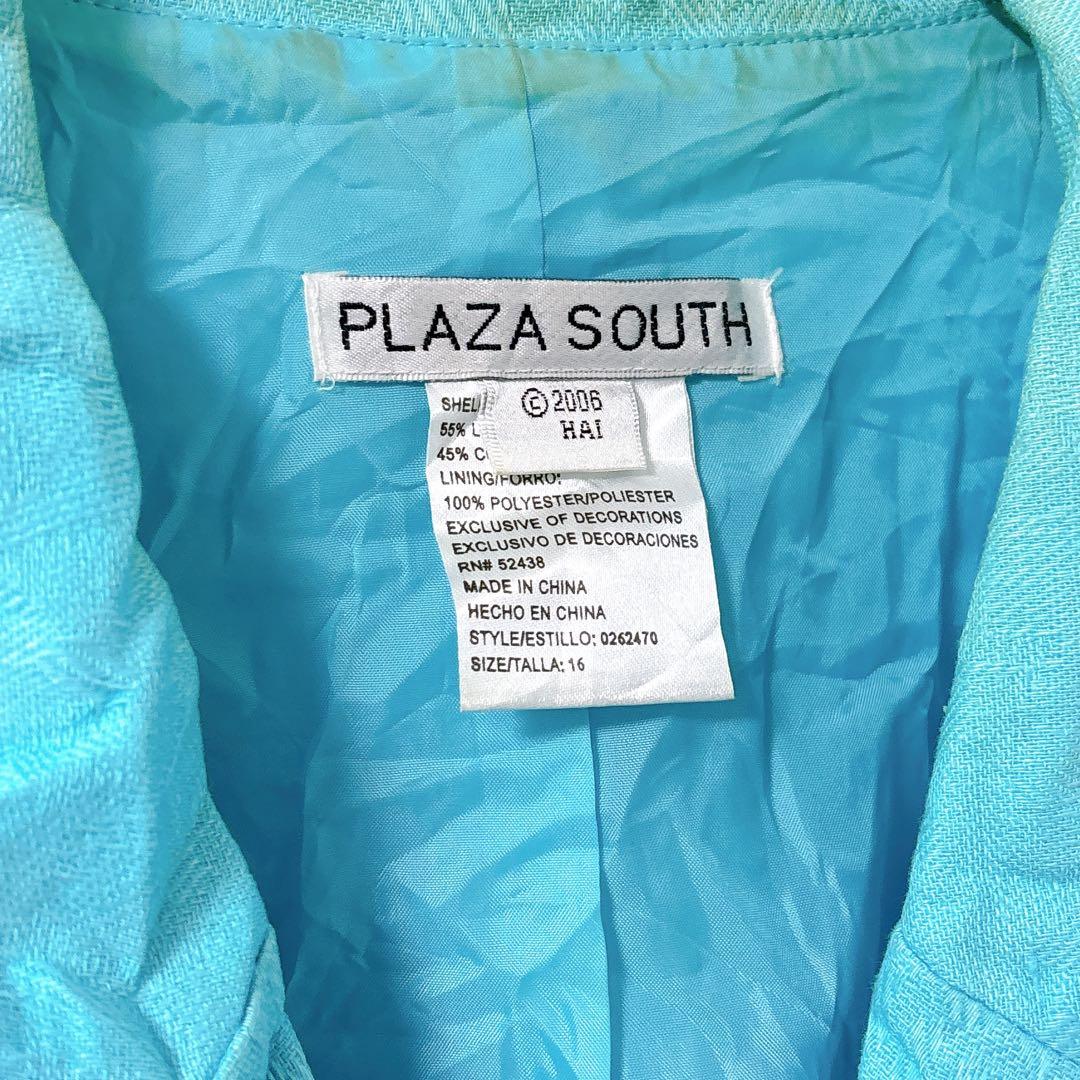 PLAZA SOUTH
©2006
HAI
SHELL
55% L
45% C
LINING/FORRO:
100% POLYESTER/POLIESTER
EXCLUSIVE OF DECORATIONS
EXCLUSIVO DE DECORACIONES
RN# 52438
MADE IN CHINA
HECHO EN CHINA
STYLE/ESTILLO: 0262470
SIZE/TALLA: 16